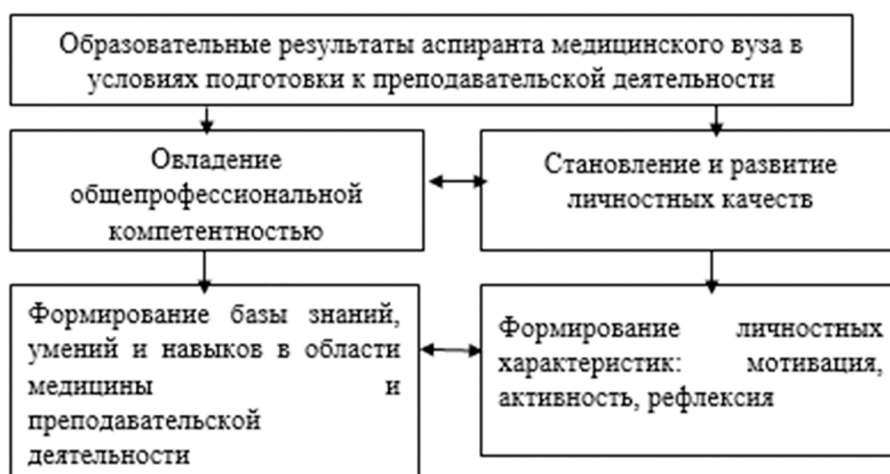 Образовательные результаты аспиранта медицинского вуза в
условиях подготовки к преподавательской деятельности
Овладение
общепрофессиональной
компетентностью
Становление и развитие
личностных качеств
Формирование базы знаний,
умений и навыков в области
медицины и
преподавательской
деятельности
Формирование личностных
характеристик: мотивация,
активность, рефлексия